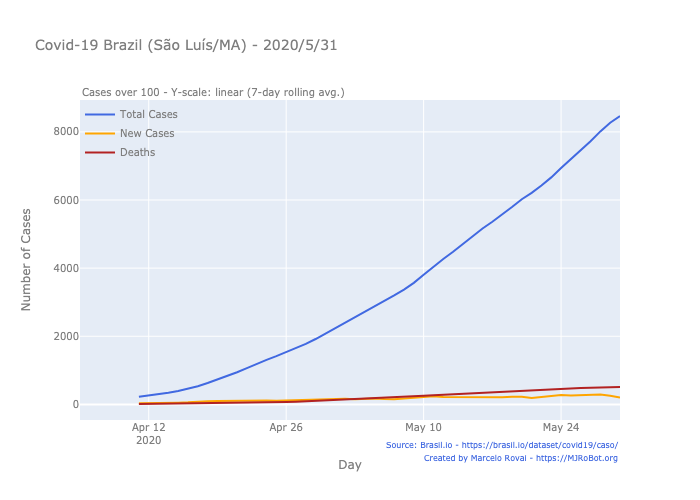 Covid-19 Brazil (São Luís/MA) - 2020/5/31
Cases over 100 - Y-scale: linear (7-day rolling avg.)
Total Cases
New Cases
Deaths
8000
6000
4000
2000
0
Number of Cases
Apr 12
2020
Apr 26
May 10
May 24
Day
Source: Brasil.io - https://brasil.io/dataset/covid19/caso/
Created by Marcelo Rovai - https://MJRoBot.org